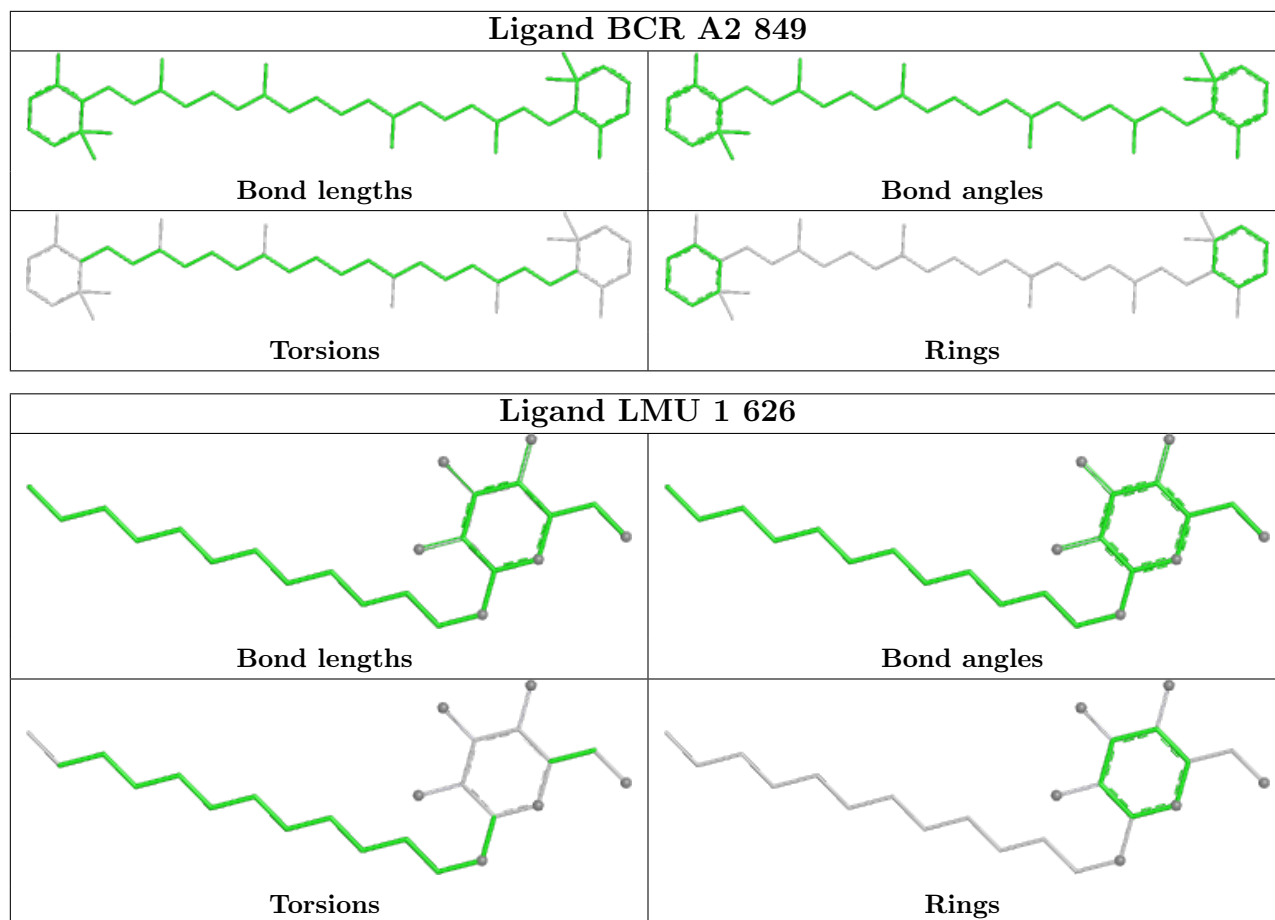 Ligand BCR A2 849
Bond lengths
Bond angles
Torsions
Rings
Ligand LMU 1 626
Bond lengths
Bond angles
Torsions
Rings